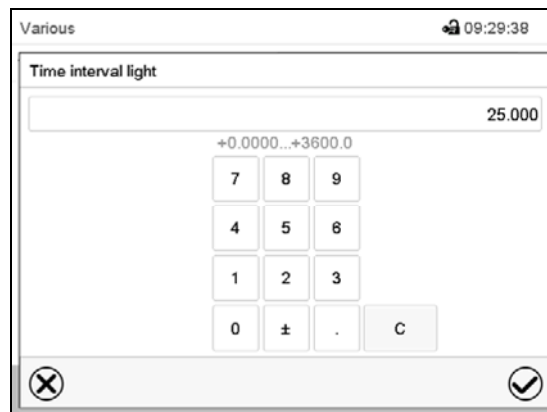 Various 09:29:38
Time interval light
25.000
+0.0000...+3600.0
7 8 9
4 5 6
1 2 3
0 ± . C